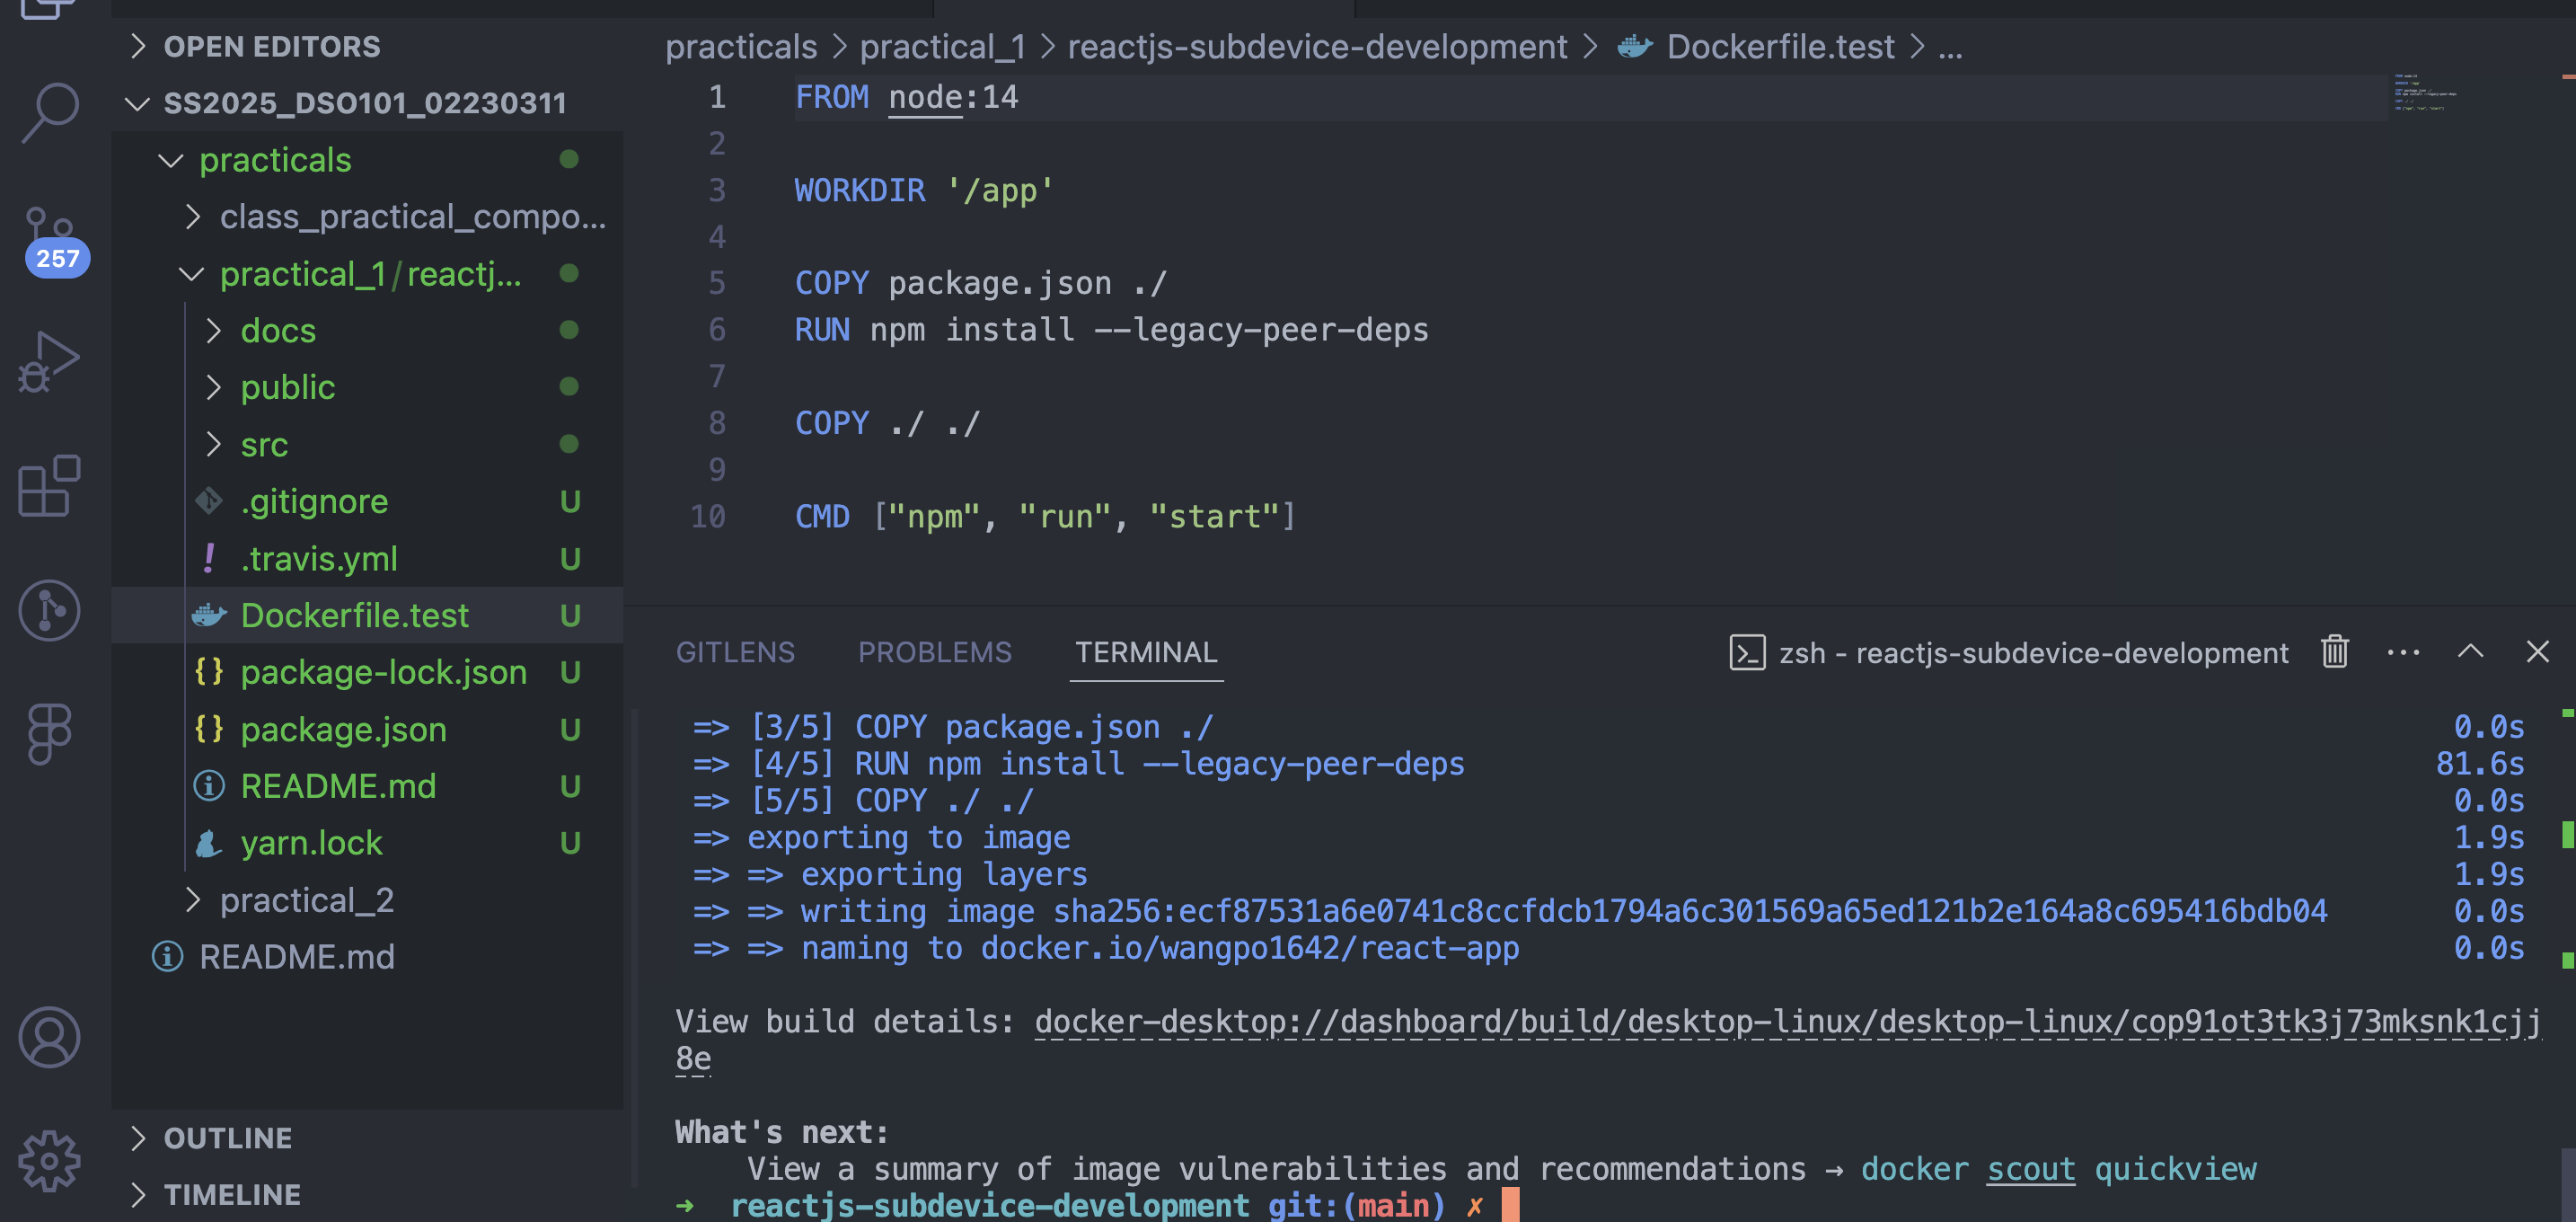 OPEN EDITORS
SS2025_DSO101_02230311
practicals
class_practical_compo...
practical_1/reactj...
docs
public
src
.gitignore U
! .travis.yml U
Dockerfile.test U
{} package-lock.json U
{} package.json U
README.md U
yarn.lock U
practical_2
README.md
OUTLINE
TIMELINE
257
practicals > practical_1 > reactjs-subdevice-development > Dockerfile.test > ...
1 FROM node:14
2
3 WORKDIR '/app'
4
5 COPY package.json ./
6 RUN npm install --legacy-peer-deps
7
8 COPY ./ ./
9
10 CMD ["npm", "run", "start"]
GITLENS PROBLEMS TERMINAL zsh - reactjs-subdevice-development ...
=> [3/5] COPY package.json ./ 0.0s
=> [4/5] RUN npm install --legacy-peer-deps 81.6s
=> [5/5] COPY ./ ./ 0.0s
=> exporting to image 1.9s
=> => exporting layers 1.9s
=> => writing image sha256:ecf87531a6e0741c8ccfdcb1794a6c301569a65ed121b2e164a8c695416bdb04 0.0s
=> => naming to docker.io/wangpo1642/react-app 0.0s
View build details: docker-desktop://dashboard/build/desktop-linux/desktop-linux/cop91ot3tk3j73mksnk1cjj
8e
What's next:
View a summary of image vulnerabilities and recommendations → docker scout quickview
➜ reactjs-subdevice-development git:(main) ✗